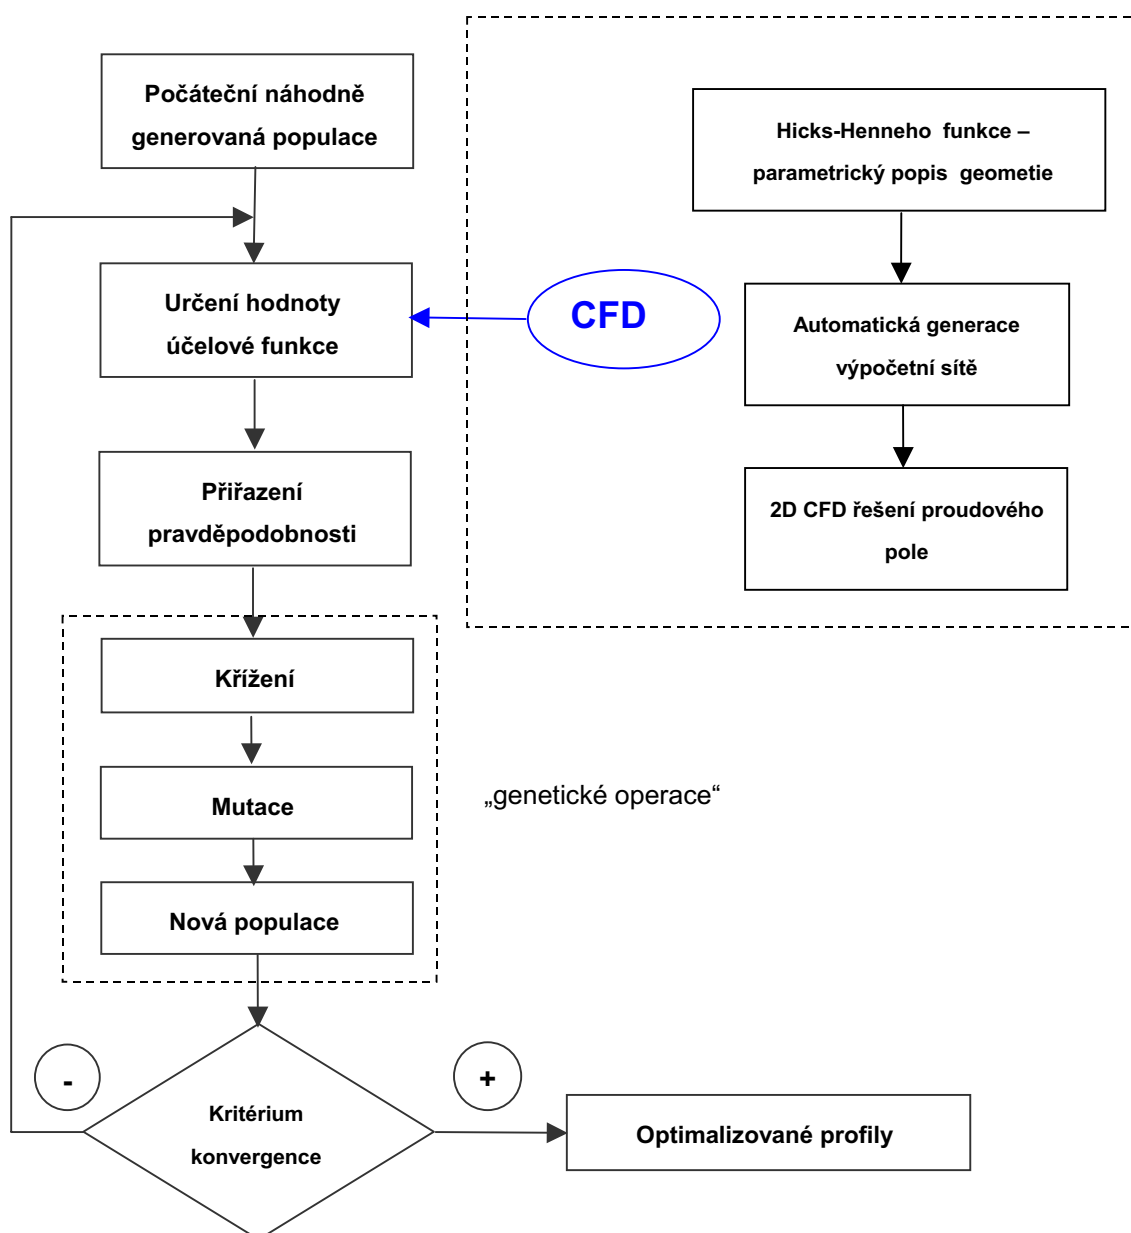 Počáteční náhodně
generovaná populace
Hicks-Henneho funkce –
parametrický popis geometie
Určení hodnoty
účelové funkce
CFD
Automatická generace
výpočetní sítě
Přiřazení
pravděpodobnosti
2D CFD řešení proudového
pole
Křížení
Mutace
„genetické operace“
Nová populace
-
+
Kritérium
konvergence
Optimalizované profily